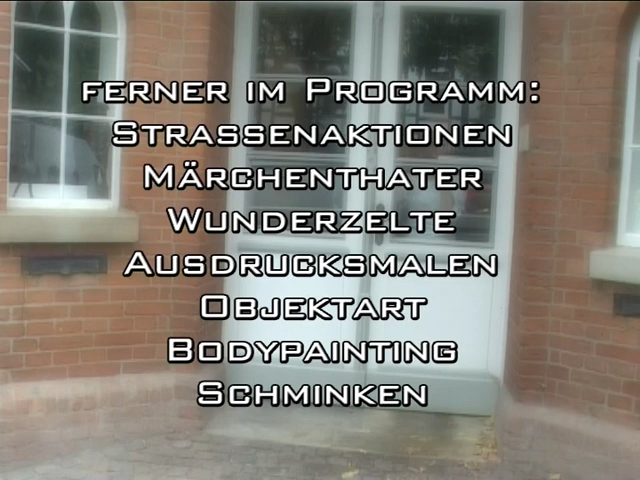 ferner im Programm:
Strassenaktionen
Märchenthater
Wunderzelte
Ausdrucksmalen
Objektart
Bodypainting
Schminken